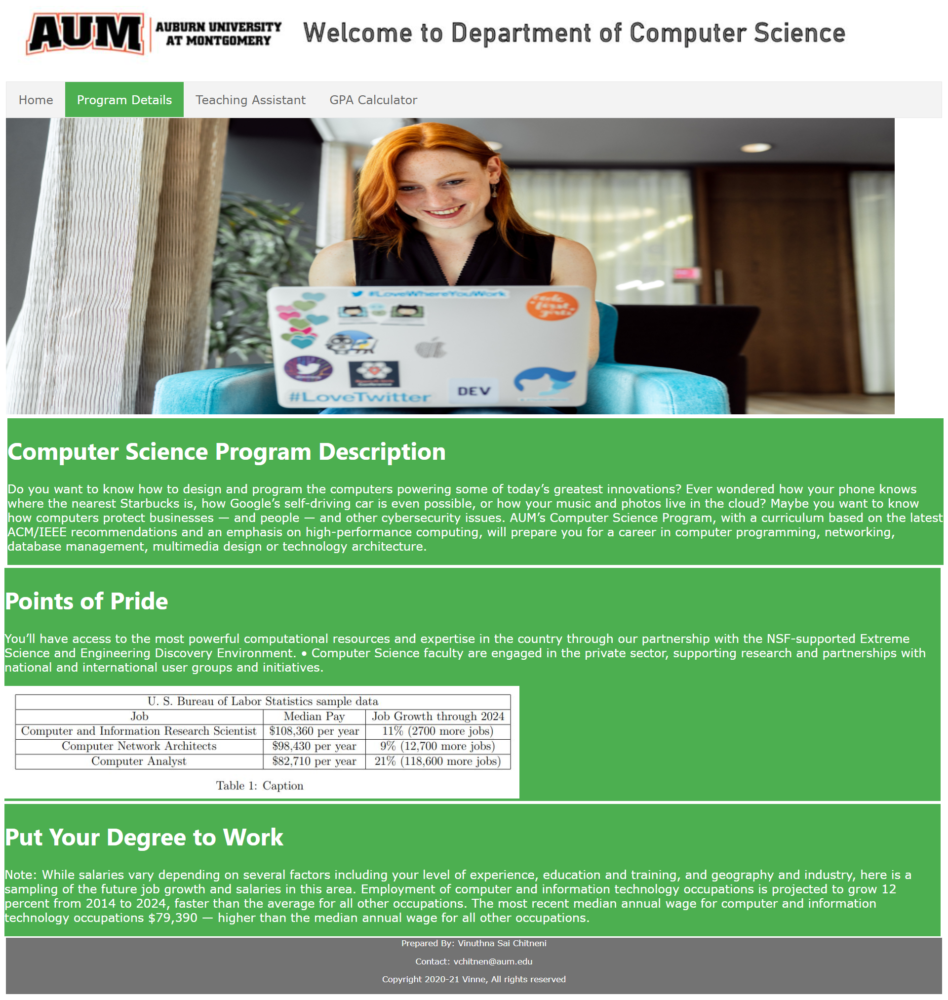 AUM AUBURN UNIVERSITY
AT MONTGOMERY
Welcome to Department of Computer Science
Home Program Details Teaching Assistant GPA Calculator
#LoveWhereYouWork
code
first
girls
#LoveTwitter
DEV
Computer Science Program Description
Do you want to know how to design and program the computers powering some of today’s greatest innovations? Ever wondered how your phone knows
where the nearest Starbucks is, how Google’s self-driving car is even possible, or how your music and photos live in the cloud? Maybe you want to know
how computers protect businesses — and people — and other cybersecurity issues. AUM’s Computer Science Program, with a curriculum based on the latest
ACM/IEEE recommendations and an emphasis on high-performance computing, will prepare you for a career in computer programming, networking,
database management, multimedia design or technology architecture.
Points of Pride
You’ll have access to the most powerful computational resources and expertise in the country through our partnership with the NSF-supported Extreme
Science and Engineering Discovery Environment. • Computer Science faculty are engaged in the private sector, supporting research and partnerships with
national and international user groups and initiatives.
U. S. Bureau of Labor Statistics sample data
Job Median Pay Job Growth through 2024
Computer and Information Research Scientist $108,360 per year 11% (2700 more jobs)
Computer Network Architects $98,430 per year 9% (12,700 more jobs)
Computer Analyst $82,710 per year 21% (118,600 more jobs)
Table 1: Caption
Put Your Degree to Work
Note: While salaries vary depending on several factors including your level of experience, education and training, and geography and industry, here is a
sampling of the future job growth and salaries in this area. Employment of computer and information technology occupations is projected to grow 12
percent from 2014 to 2024, faster than the average for all other occupations. The most recent median annual wage for computer and information
technology occupations $79,390 — higher than the median annual wage for all other occupations.
Prepared By: Vinuthna Sai Chitneni
Contact: vchitnen@aum.edu
Copyright 2020-21 Vinne, All rights reserved